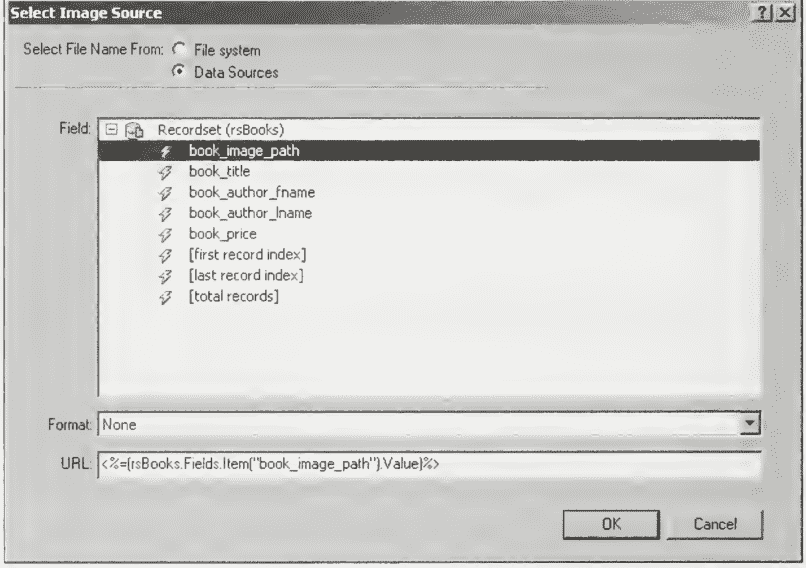 Select Image Source
Select File Name From: File system
Data Sources
Field: Recordset (rsBooks)
book_image_path
book_title
book_author_fname
book_author_lname
book_price
[first record index]
[last record index]
[total records]
Format: None
URL: <%=(rsBooks.Fields.Item("book_image_path").Value)%>
OK Cancel